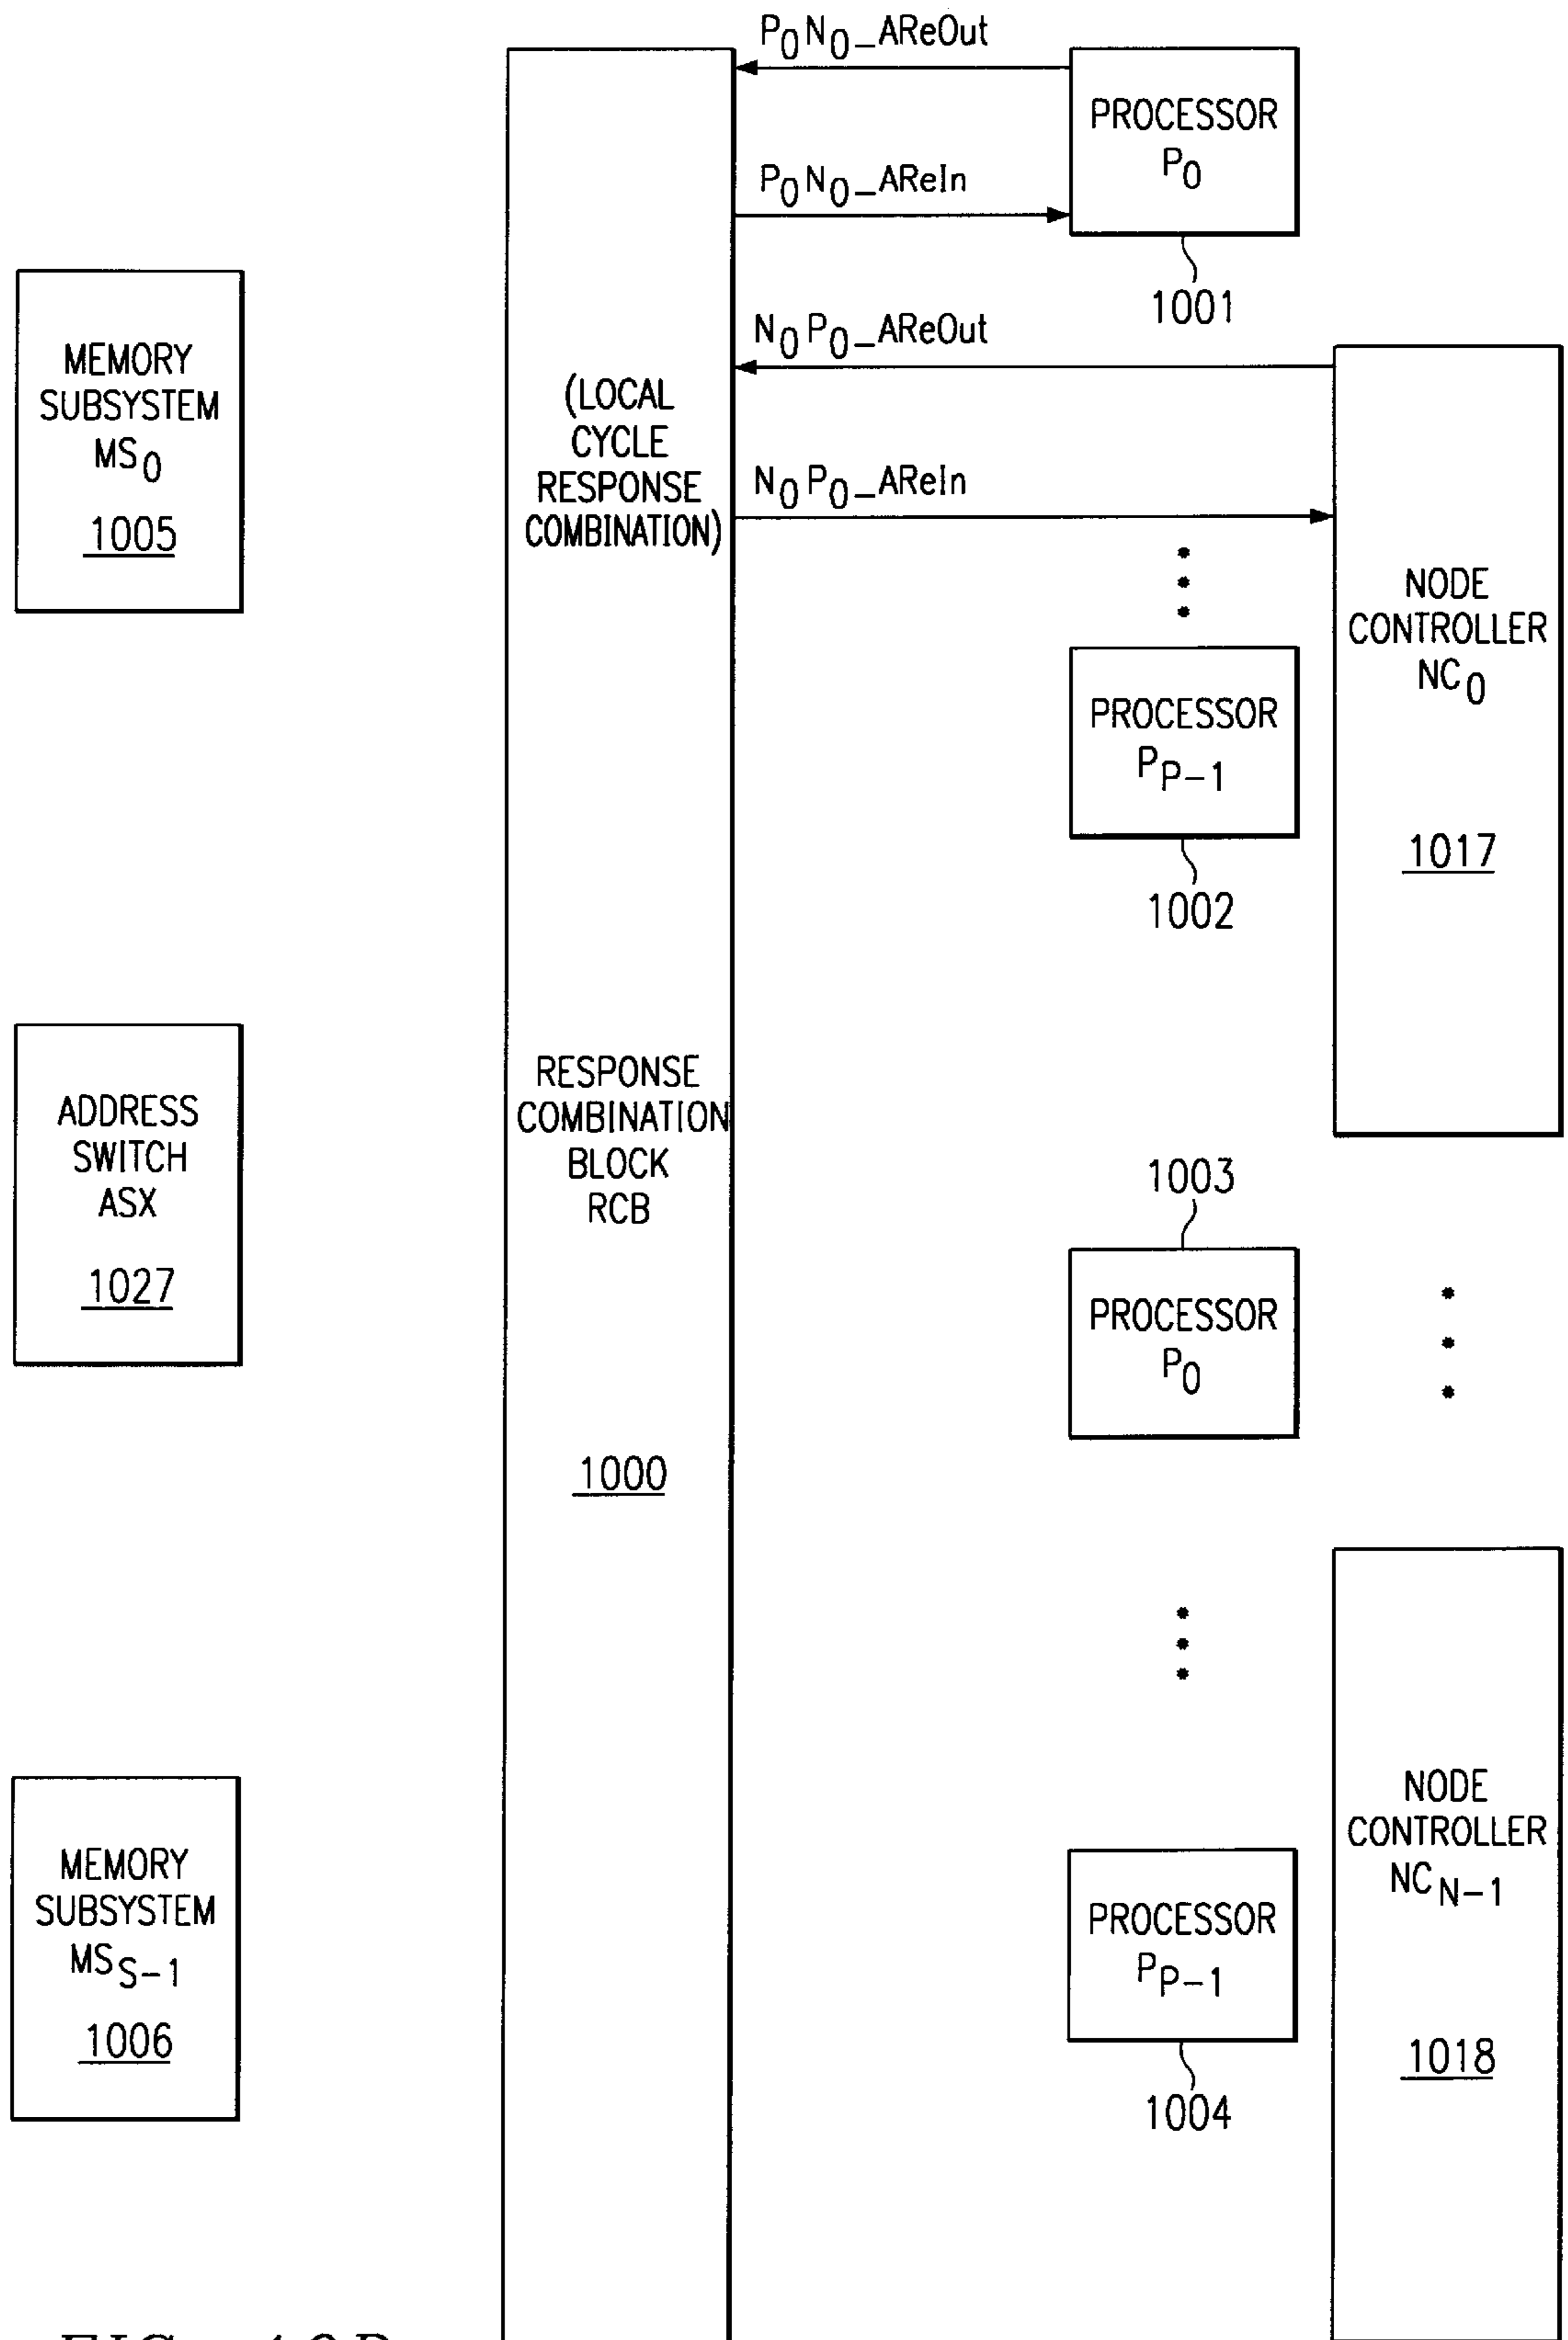 P0N0_AReOut
PROCESSOR
P0
P0N0_AReIn
1001
MEMORY
SUBSYSTEM
MS0
1005
(LOCAL
CYCLE
RESPONSE
COMBINATION)
N0P0_AReOut
N0P0_AReIn
NODE
CONTROLLER
NC0
1017
PROCESSOR
PP-1
1002
ADDRESS
SWITCH
ASX
1027
RESPONSE
COMBINATION
BLOCK
RCB
1000
1003
PROCESSOR
P0
MEMORY
SUBSYSTEM
MSS-1
1006
PROCESSOR
PP-1
1004
NODE
CONTROLLER
NCN-1
1018